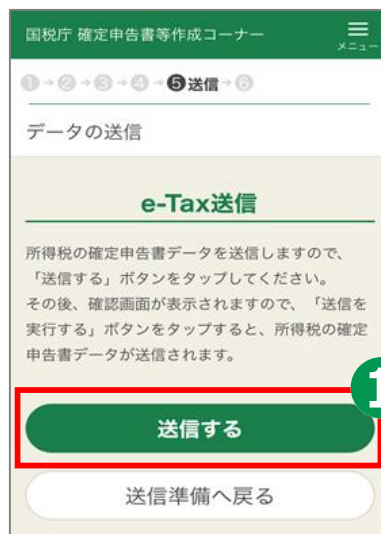 国税庁 確定申告書等作成コーナー
メニュー
❶→❷→❸→❹→❺送信→❻
データの送信
e-Tax送信
所得税の確定申告書データを送信しますので、
「送信する」ボタンをタップしてください。
その後、確認画面が表示されますので、「送信を
実行する」ボタンをタップすると、所得税の確定
申告書データが送信されます。
1
送信する
送信準備へ戻る